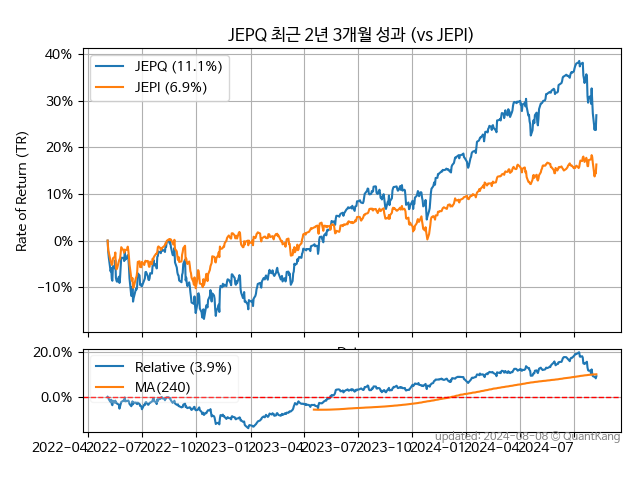 JEPQ 최근 2년 3개월 성과 (vs JEPI)
JEPQ (11.1%)
JEPI (6.9%)
Rate of Return (TR)
40%
30%
20%
10%
0%
−10%
Relative (3.9%)
MA(240)
20.0%
0.0%
2022-04
2022-07
2022-10
2023-01
2023-04
2023-07
2023-10
2024-01
2024-04
2024-07
updated: 2024-08-08 © QuantKang